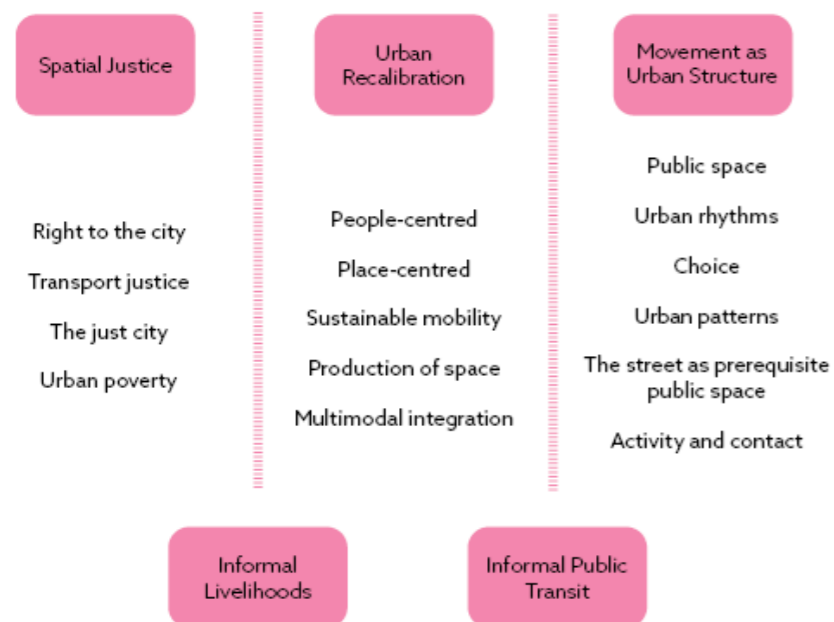 Spatial Justice
Right to the city
Transport justice
The just city
Urban poverty
Urban
Recalibration
People-centred
Place-centred
Sustainable mobility
Production of space
Multimodal integration
Movement as
Urban Structure
Public space
Urban rhythms
Choice
Urban patterns
The street as prerequisite
public space
Activity and contact
Informal
Livelihoods
Informal Public
Transit